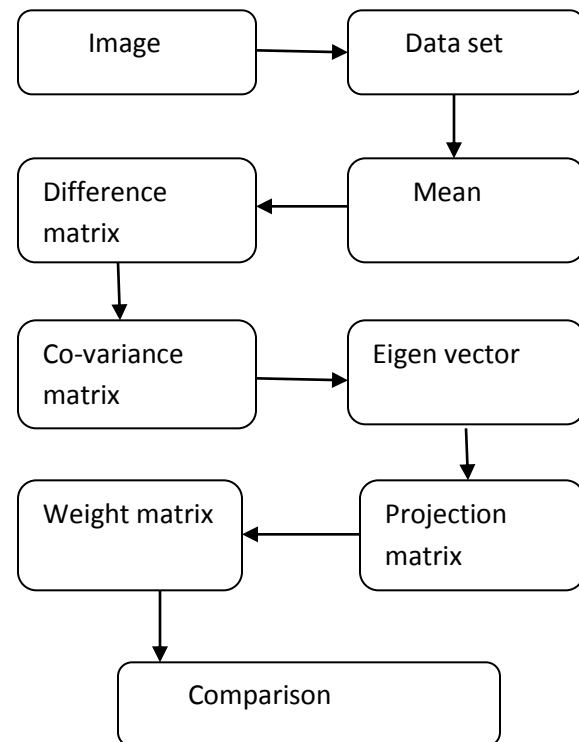 Image
Data set
Mean
Difference
matrix
Co-variance
matrix
Eigen vector
Projection
matrix
Weight matrix
Comparison